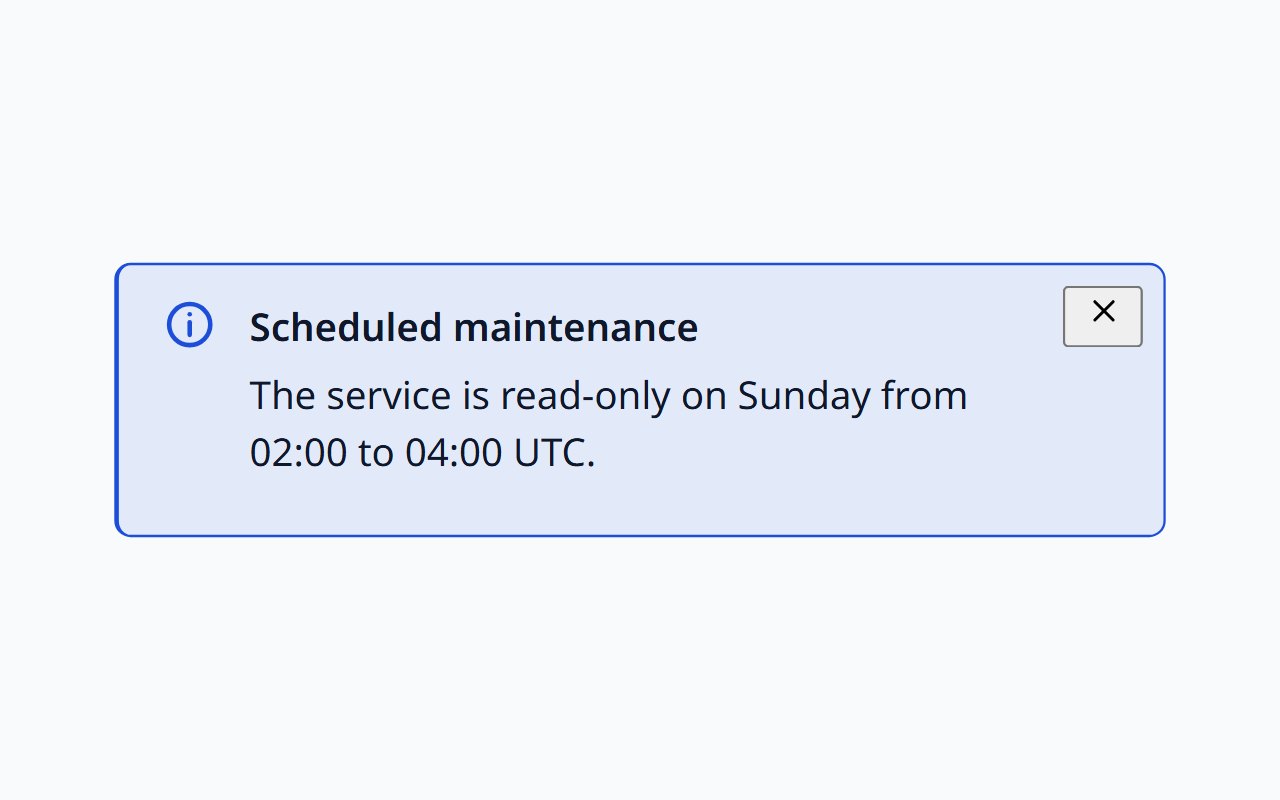 Scheduled maintenance
The service is read-only on Sunday from
02:00 to 04:00 UTC.